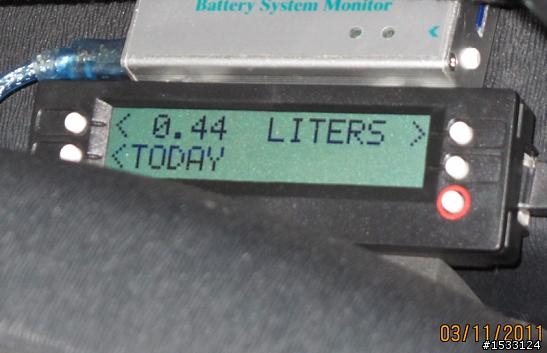 Battery System Monitor
< 0.44 LITERS >
<TODAY
03/11/2011
#1533124